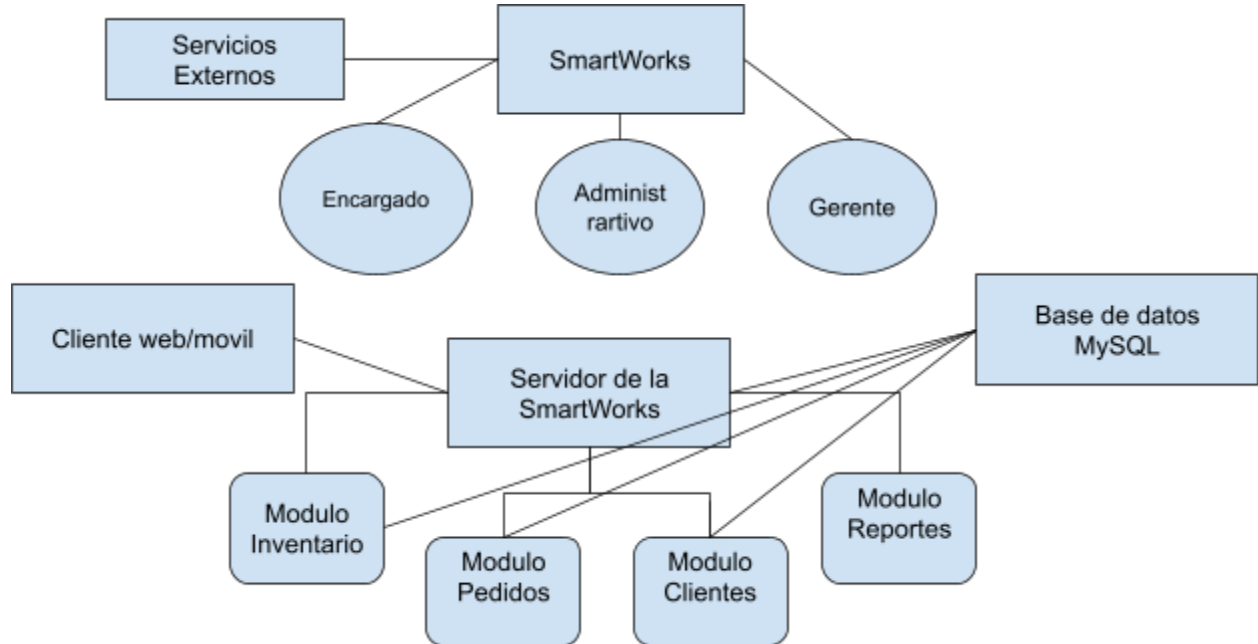 Servicios
Externos
SmartWorks
Encargado
Administ
rartivo
Gerente
Cliente web/movil
Servidor de la
SmartWorks
Base de datos
MySQL
Modulo
Inventario
Modulo
Pedidos
Modulo
Clientes
Modulo
Reportes